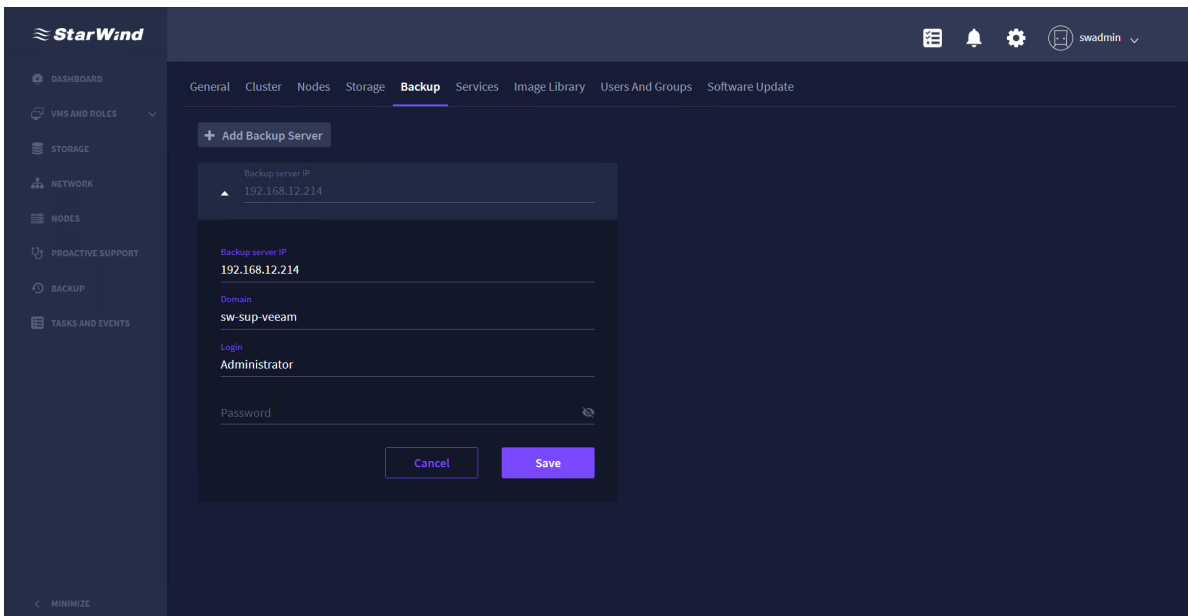 StarWind
swadmin
DASHBOARD
VMS AND ROLES
STORAGE
NETWORK
NODES
PROACTIVE SUPPORT
BACKUP
TASKS AND EVENTS
MINIMIZE
General Cluster Nodes Storage Backup Services Image Library Users And Groups Software Update
+ Add Backup Server
Backup server IP
192.168.12.214
Backup server IP
192.168.12.214
Domain
sw-sup-veeam
Login
Administrator
Password
Cancel Save